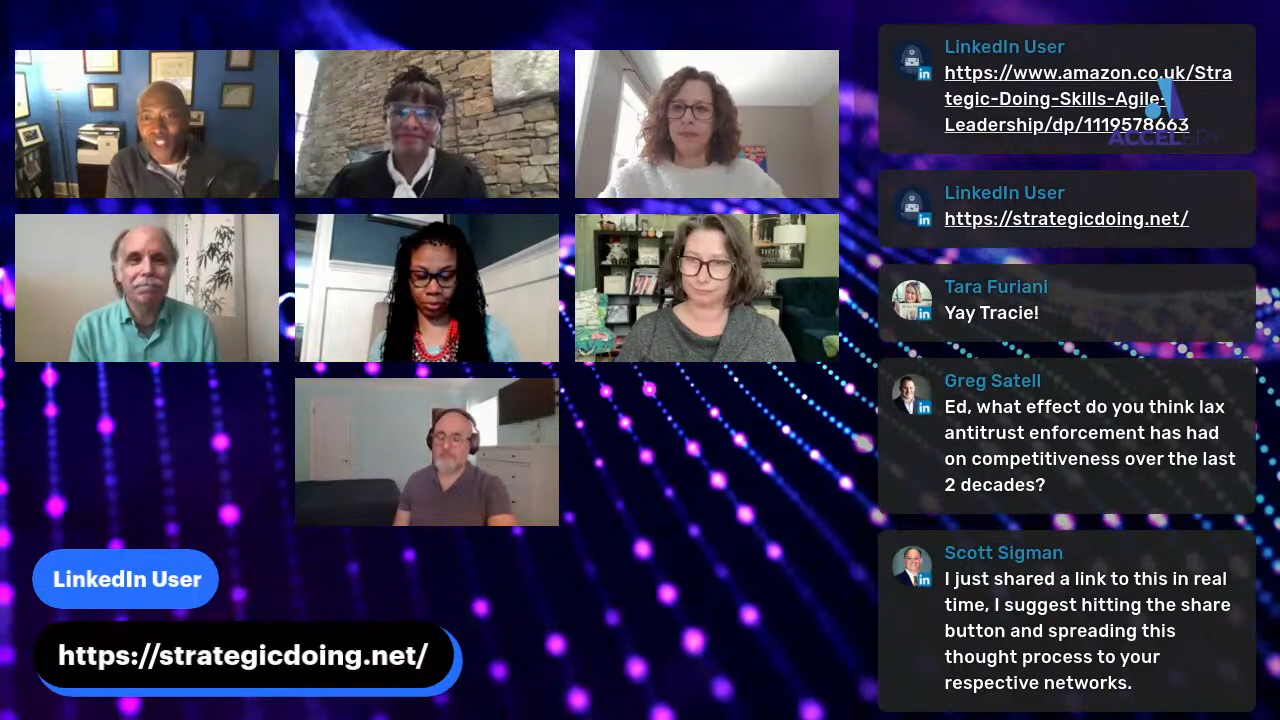 LinkedIn User
https://www.amazon.co.uk/Stra
tegic-Doing-Skills-Agile-
Leadership/dp/1119578663
ACCELERY
LinkedIn User
https://strategicdoing.net/
Tara Furiani
Yay Tracie!
Greg Satell
Ed, what effect do you think lax
antitrust enforcement has had
on competitiveness over the last
2 decades?
Scott Sigman
I just shared a link to this in real
time, I suggest hitting the share
button and spreading this
thought process to your
respective networks.
LinkedIn User
https://strategicdoing.net/